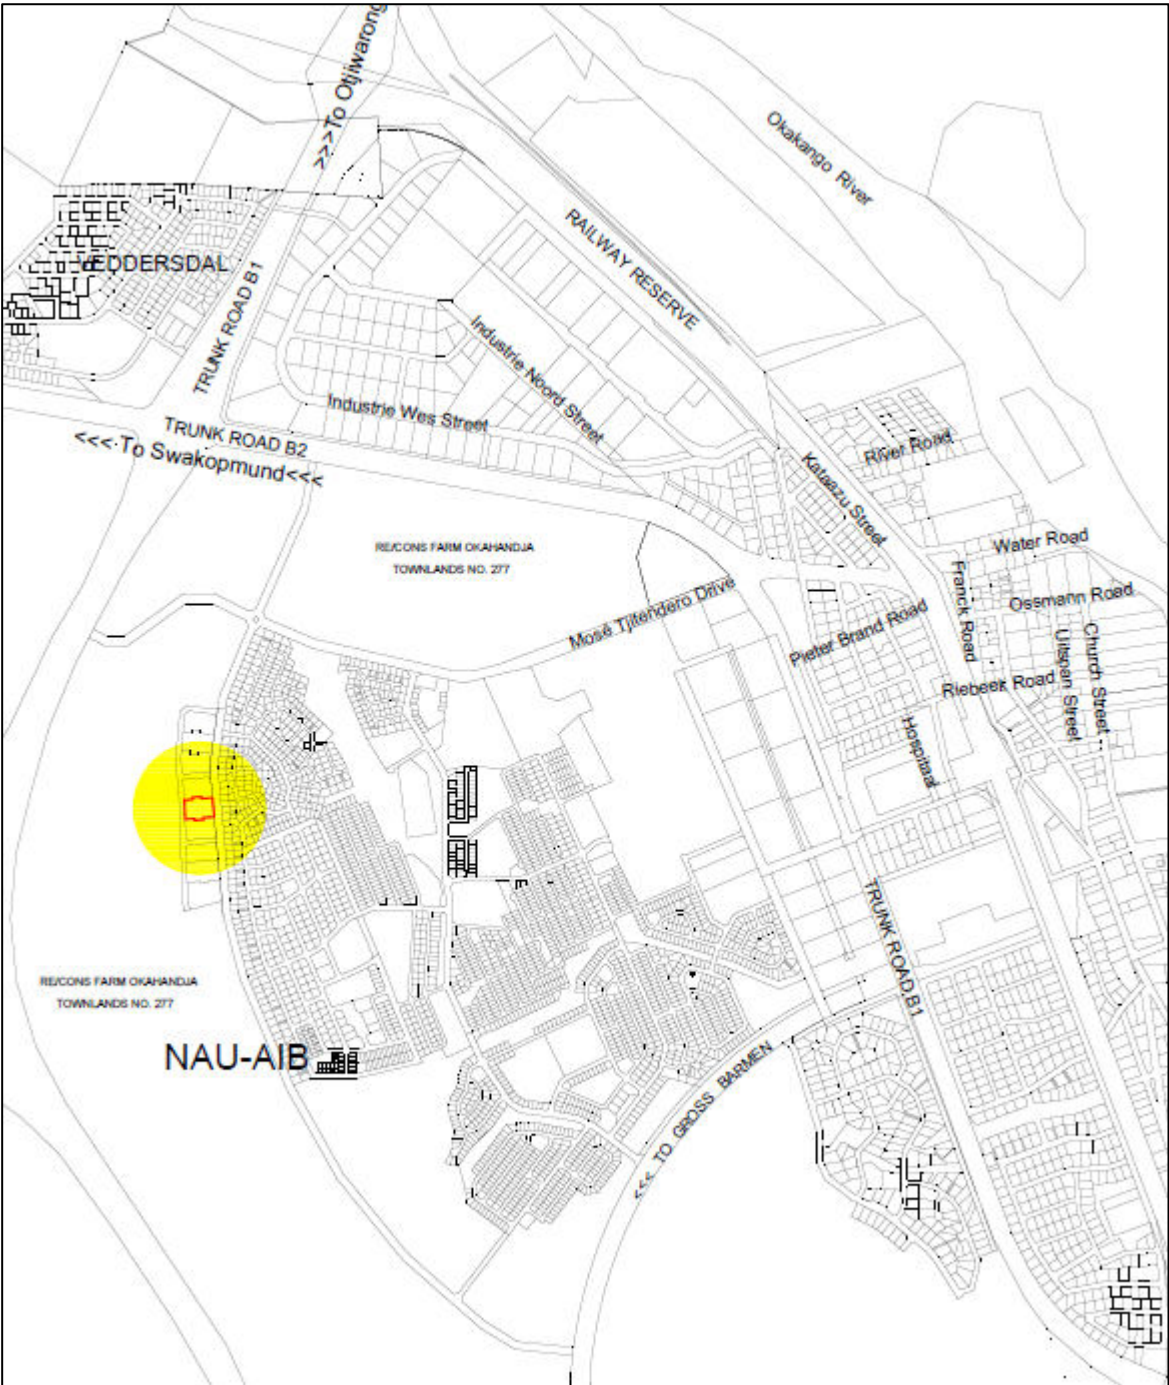 >>>To Otjiwarong
Okakango River
RAILWAY RESERVE
VEDDERSDAL
TRUNK ROAD B1
Industrie Noord Street
Industrie Wes Street
TRUNK ROAD B2
<<<To Swakopmund<<<
Kataazu Street
River Road
RE/CONS FARM OKAHANDJA
TOWNLANDS NO. 277
Water Road
Franck Road
Ossmann Road
Mosé Tjitendero Drive
Pieter Brand Road
Church Street
Uitspan Street
Riebeek Road
Hospitaal
TRUNK ROAD B1
RE/CONS FARM OKAHANDJA
TOWNLANDS NO. 277
NAU-AIB
<<< TO GROSS BARMEN